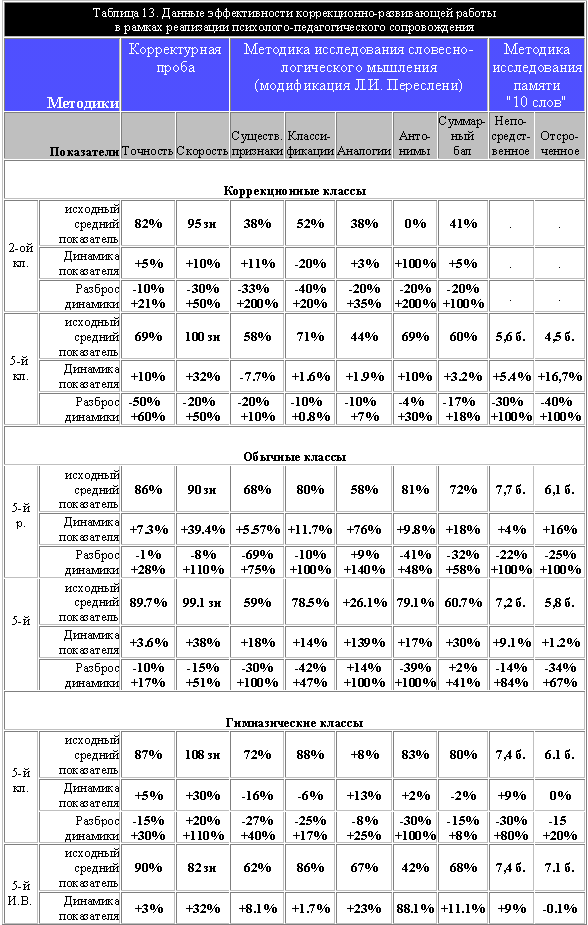 Таблица 13. Данные эффективности коррекционно-развивающей работы
в рамках реализации психолого-педагогического сопровождения
Методики Корректурная проба Методика исследования словесно-логического мышления (модификация Л.И. Переслени) Методика исследования памяти "10 слов"
Показатели Точность Скорость Существ. признаки Класси-фикации Аналогии Анто-нимы Суммар-ный бал Непо-средст-венное Отсро-ченное
Коррекционные классы
2-ой кл. исходный средний показатель 82% 95 зн 38% 52% 38% 0% 41% . .
Динамика показателя +5% +10% +11% -20% +3% +100% +5% . .
Разброс динамики -10% +21% -30% +50% -33% +200% -40% +20% -20% +35% -20% +200% -20% +100% . .
5-й кл. исходный средний показатель 69% 100 зн 58% 71% 44% 69% 60% 5,6 б. 4,5 б.
Динамика показателя +10% +32% -7.7% +1.6% +1.9% +10% +3.2% +5.4% +16,7%
Разброс динамики -50% +60% -20% +50% -20% +10% -10% +0.8% -10% +7% -4% +30% -17% +18% -30% +100% -40% +100%
Обычные классы
5-й р. исходный средний показатель 86% 90 зн 68% 80% 58% 81% 72% 7,7 б. 6,1 б.
Динамика показателя +7.3% +39.4% +5.57% +11.7% +76% +9.8% +18% +4% +16%
Разброс динамики -1% +28% -8% +110% -69% +75% -10% +100% +9% +140% -41% +48% -32% +58% -22% +100% -25% +100%
5-й исходный средний показатель 89.7% 99.1 зн 59% 78.5% +26.1% 79.1% 60.7% 7,2 б. 5,8 б.
Динамика показателя +3.6% +38% +18% +14% +139% +17% +30% +9.1% +1.2%
Разброс динамики -10% +17% -15% +51% -30% +100% -42% +47% +14% +100% -39% +100% +2% +41% -14% +84% -34% +67%
Гимназические классы
5-й кл. исходный средний показатель 87% 108 зн 72% 88% +8% 83% 80% 7,4 б. 6.1 б.
Динамика показателя +5% +30% -16% -6% +13% +2% -2% +9% 0%
Разброс динамики -15% +30% +20% +110% -27% +40% -25% +17% -8% +25% -30% +100% -15% +8% -30% +80% -15 +20%
5-й И.В. исходный средний показатель 90% 82 зн 62% 86% 67% 42% 68% 7,4 б. 7.1 б.
Динамика показателя +3% +32% +8.1% +1.7% +23% 88.1% +11.1% +9% -0.1%